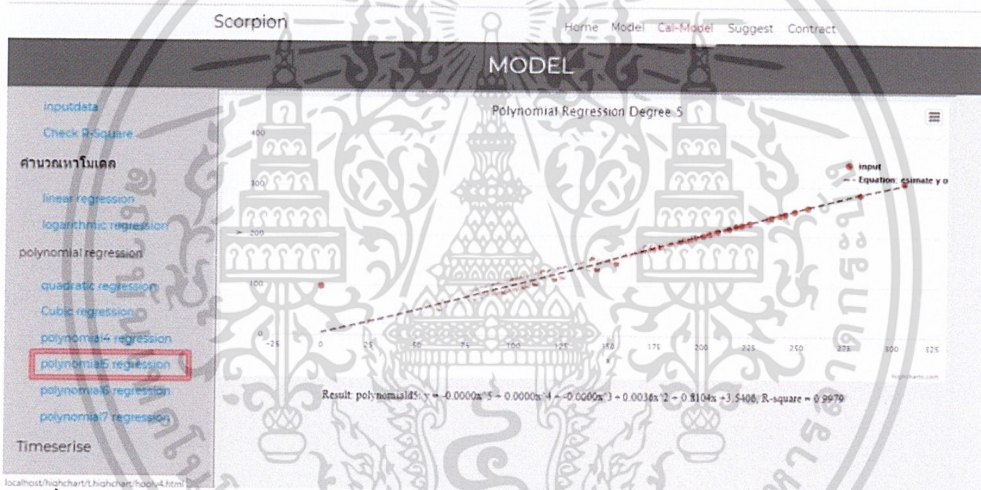 Scorpion
Home Model Cal-Model Suggest Contract
MODEL
inputdata
Check R-Square
คำนวณหาโมเดล
linear regression
logarithmic regression
polynomial regression
quadratic regression
Cubic regression
polynomial4 regression
polynomial5 regression
polynomial6 regression
polynomial7 regression
Timeserise
Polynomial Regression Degree 5
400
300
200
100
0
Y
input
Equation: esimate y o
-25 0 25 50 75 100 125 150 175 200 225 250 275 300 325
x
highcharts.com
Result: polynomial5: y = -0.0000x^5 + 0.0000x^4 + -0.0000x^3 + 0.0036x^2 + 0.8104x +3.5406, R-square = 0.9979